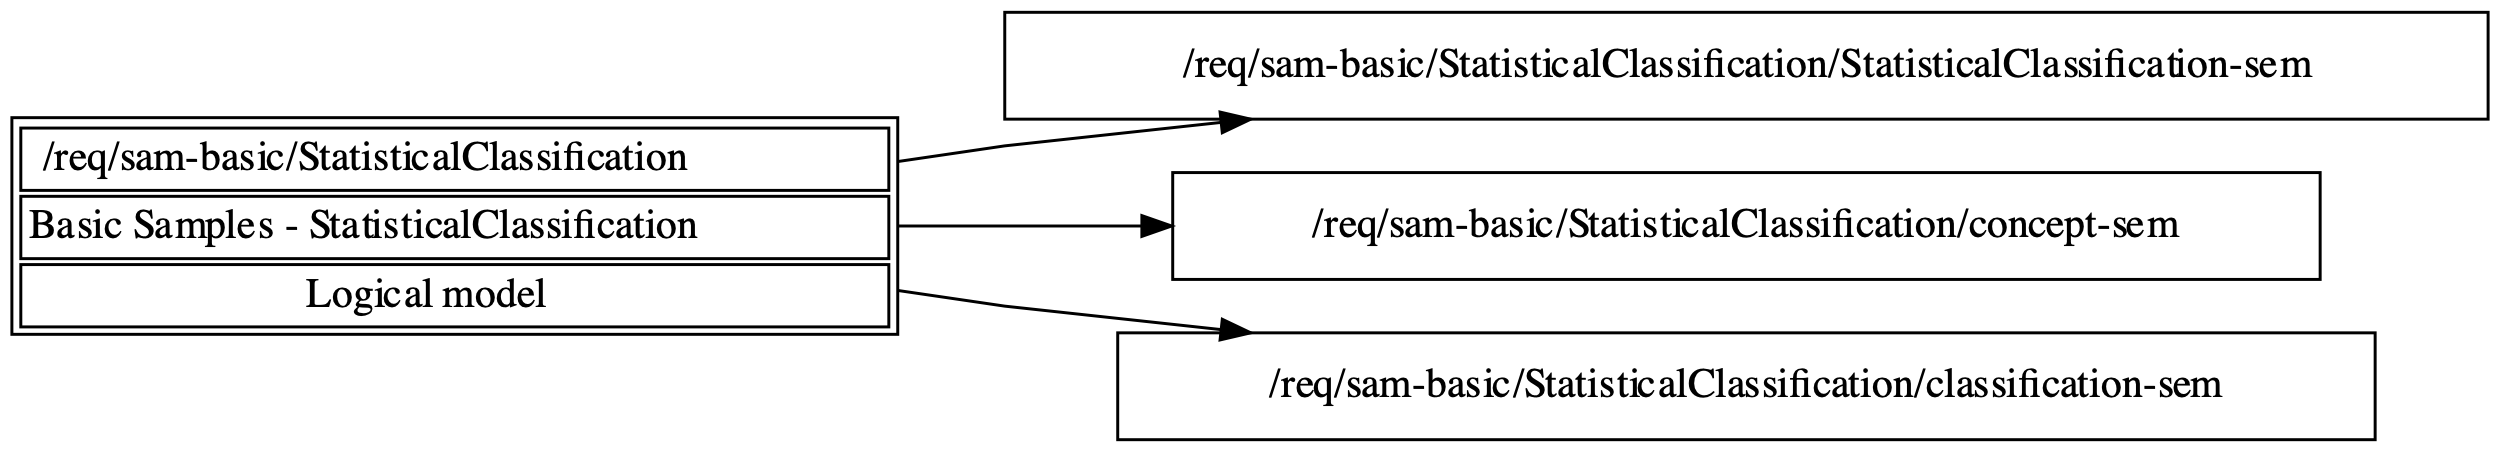 /req/sam-basic/StatisticalClassification
Basic Samples - StatisticalClassification
Logical model
/req/sam-basic/StatisticalClassification/StatisticalClassification-sem
/req/sam-basic/StatisticalClassification/concept-sem
/req/sam-basic/StatisticalClassification/classification-sem